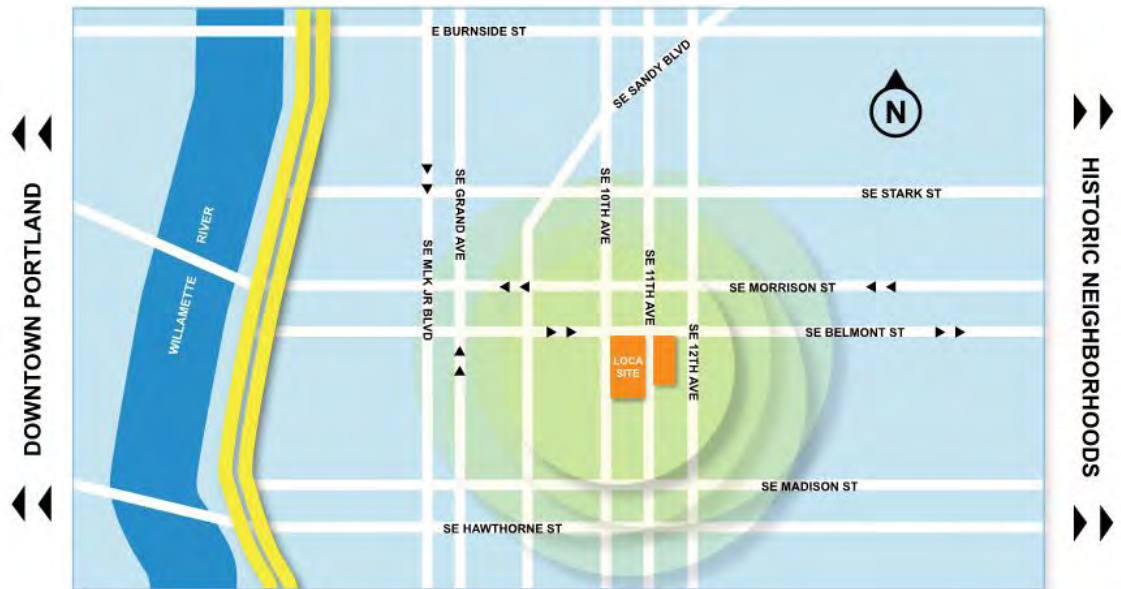 E BURNSIDE ST
SE SANDY BLVD
N
DOWNTOWN PORTLAND
HISTORIC NEIGHBORHOODS
SE STARK ST
SE GRAND AVE
SE 10TH AVE
WILLAMETTE RIVER
SE MLK JR BLVD
SE 11TH AVE
SE MORRISON ST
SE BELMONT ST
SE 12TH AVE
LOCA
SITE
SE MADISON ST
SE HAWTHORNE ST